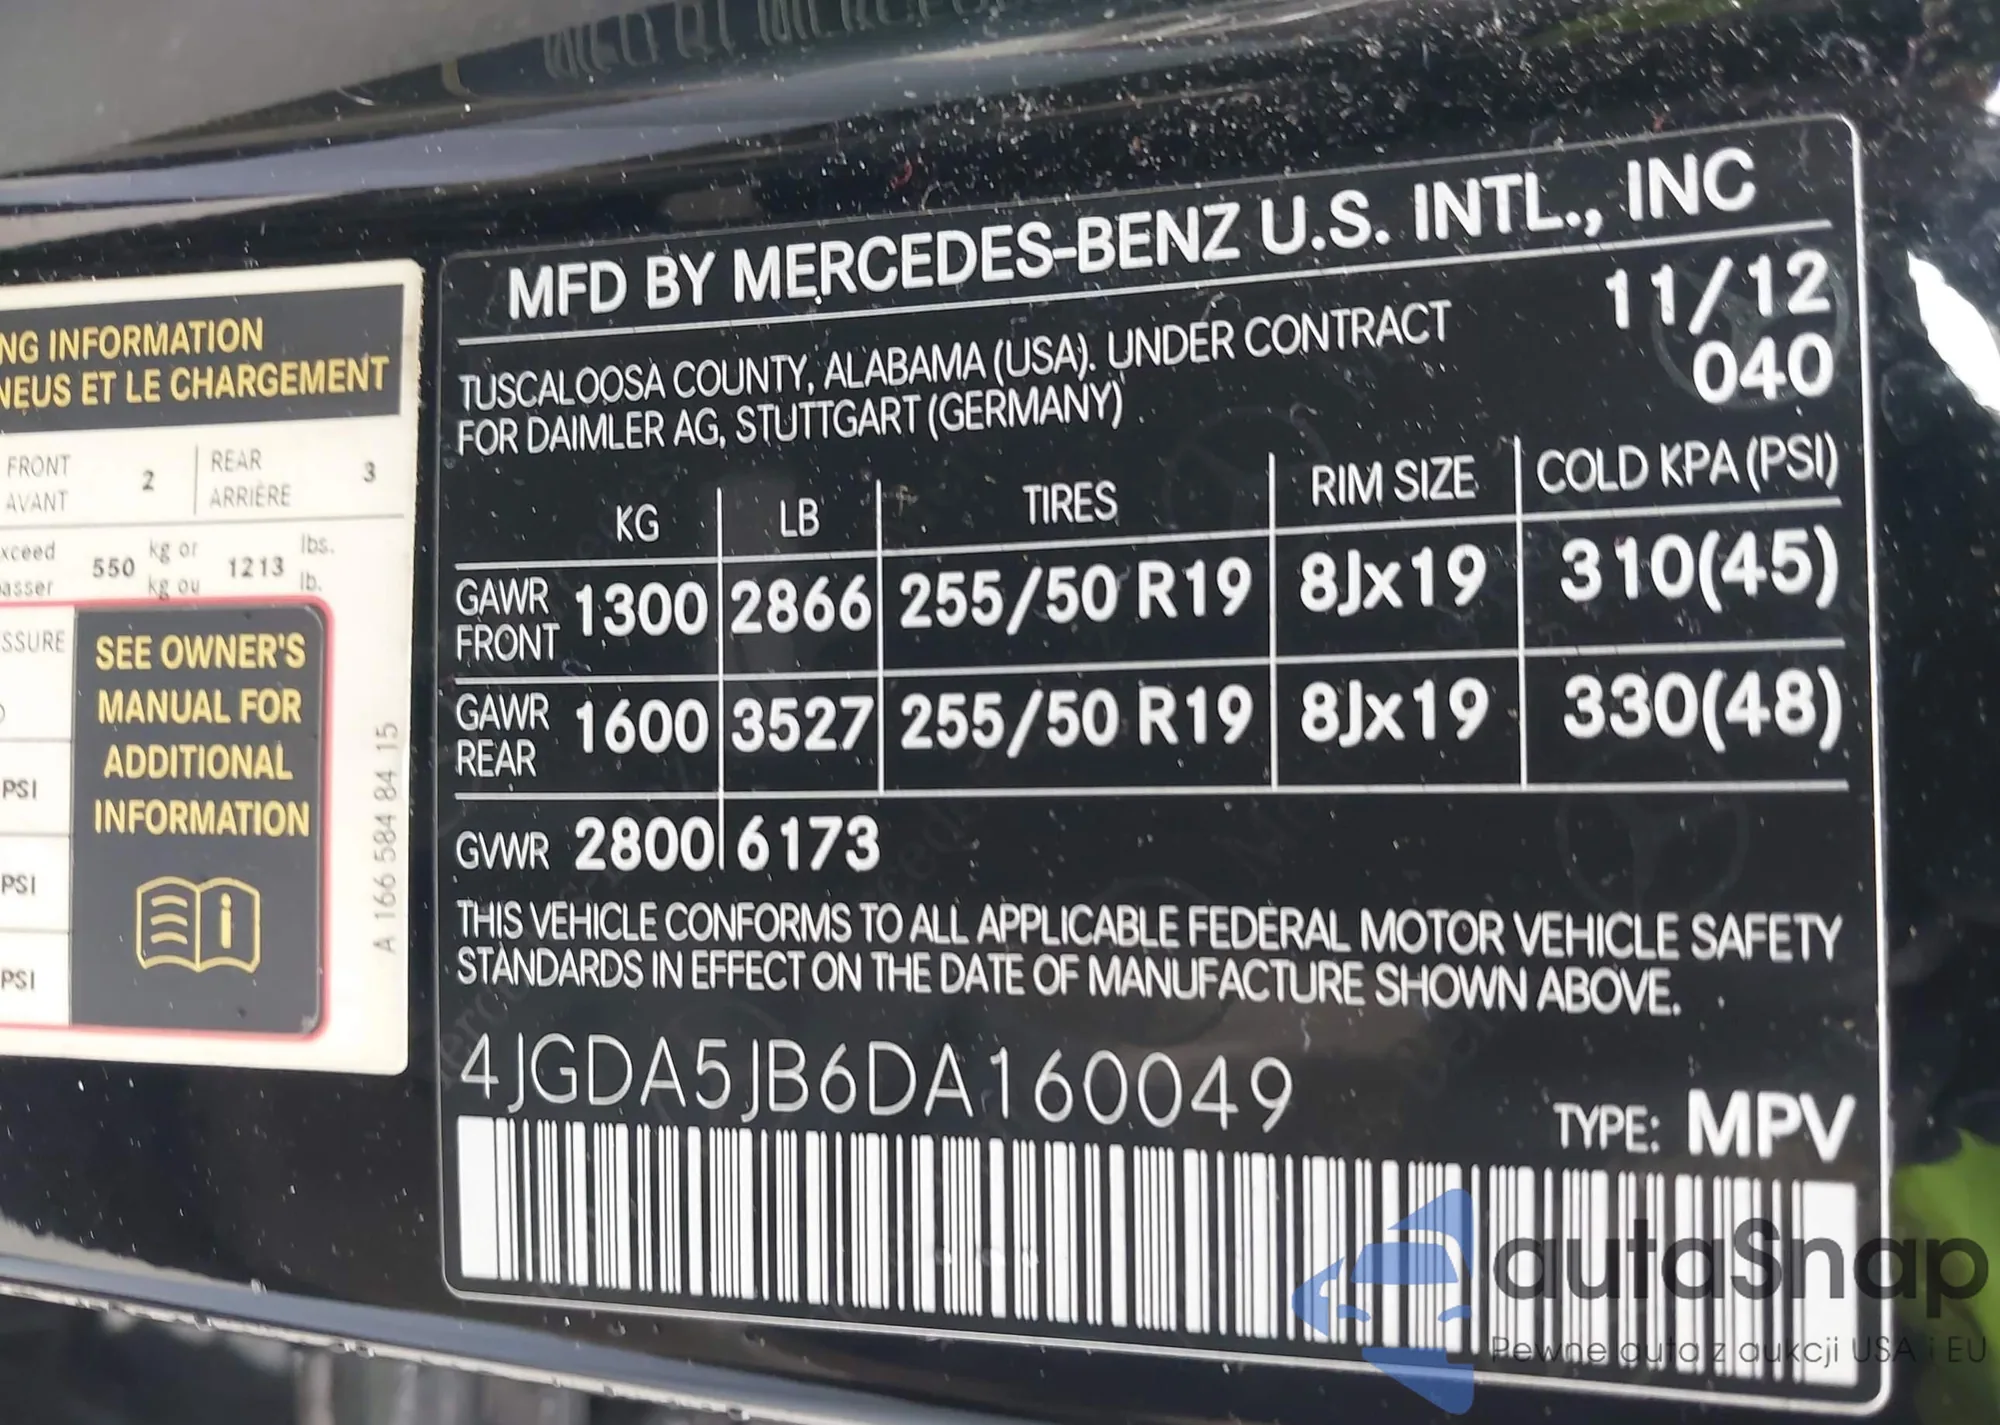 NG INFORMATION
NEUS ET LE CHARGEMENT
FRONT 2 REAR 3
AVANT ARRIÈRE
xceed 550 kg or 1213 lbs.
asser kg ou lb.
SSURE
SEE OWNER'S
MANUAL FOR
ADDITIONAL
INFORMATION
PSI
PSI
PSI
A 166 584 84 15
MFD BY MERCEDES-BENZ U.S. INTL., INC
TUSCALOOSA COUNTY, ALABAMA (USA). UNDER CONTRACT 11/12
FOR DAIMLER AG, STUTTGART (GERMANY) 040
KG LB TIRES RIM SIZE COLD KPA (PSI)
GAWR FRONT 1300 2866 255/50 R19 8Jx19 310(45)
GAWR REAR 1600 3527 255/50 R19 8Jx19 330(48)
GVWR 2800 6173
THIS VEHICLE CONFORMS TO ALL APPLICABLE FEDERAL MOTOR VEHICLE SAFETY
STANDARDS IN EFFECT ON THE DATE OF MANUFACTURE SHOWN ABOVE.
4JGDA5JB6DA160049
TYPE: MPV
autaSnap
Pewne auta z aukcji USA i EU